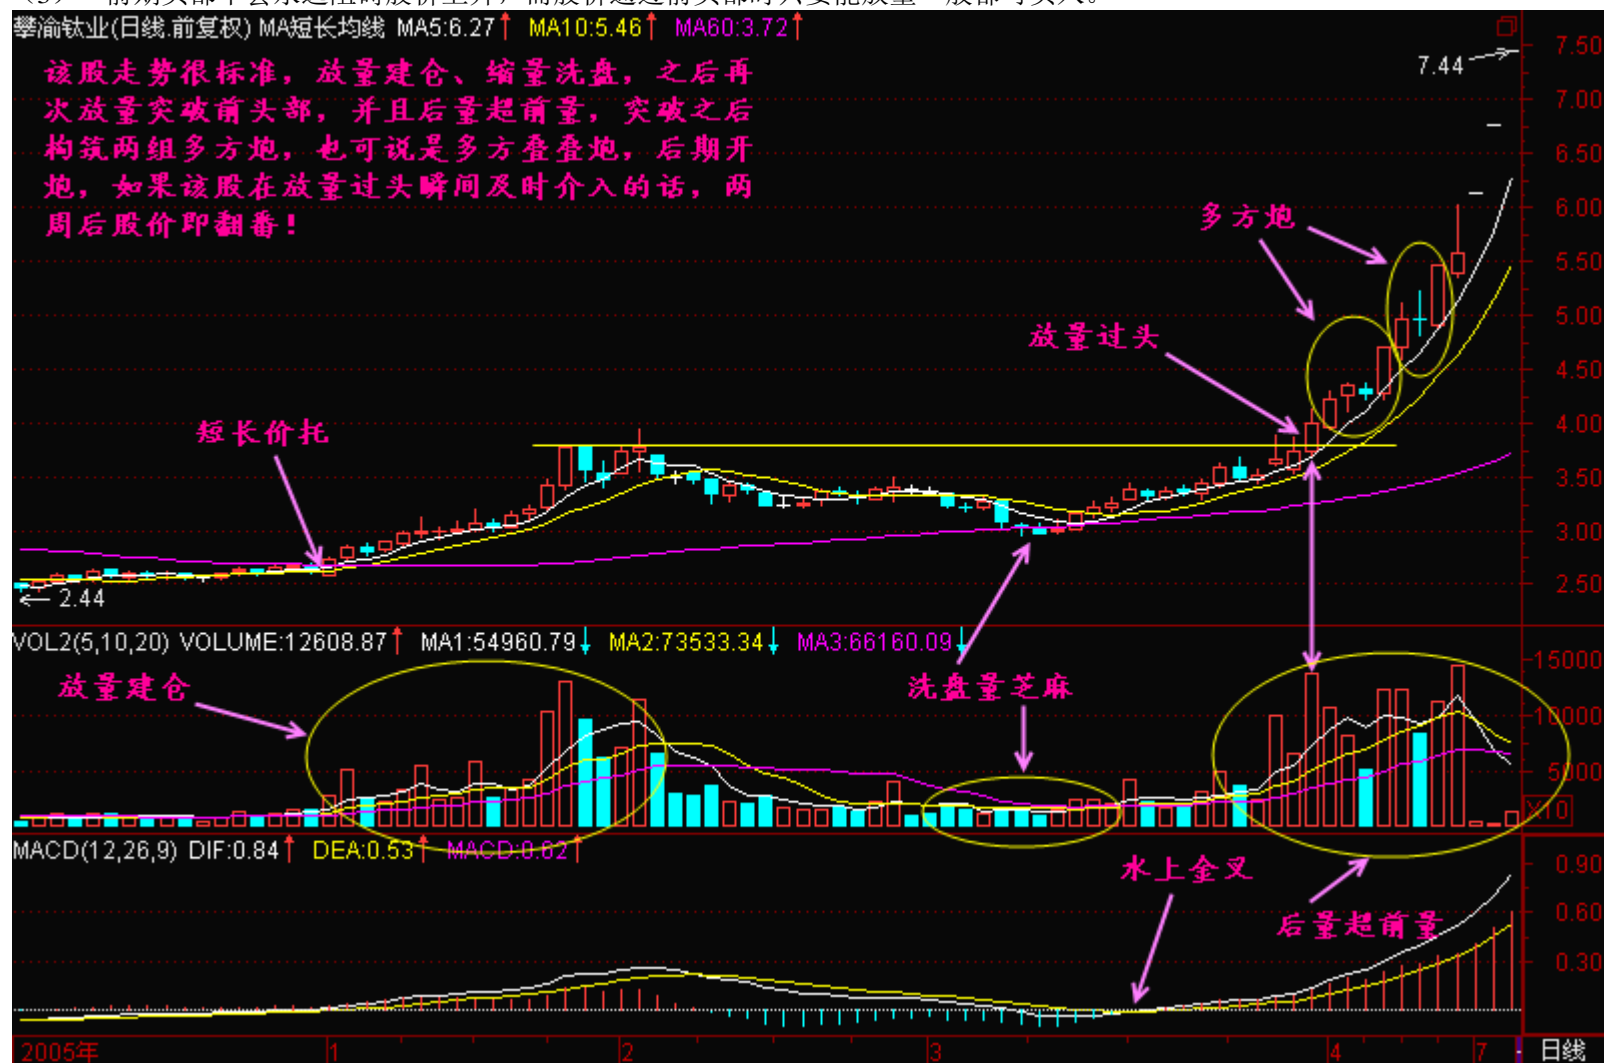 攀渝钛业(日线.前复权) MA短长均线 MA5:6.27↑ MA10:5.46↑ MA60:3.72↑
该股走势很标准，放量建仓、缩量洗盘，之后再
次放量突破前头部，并且后量超前量，突破之后
构筑两组多方炮，也可说是多方叠叠炮，后期开
炮，如果该股在放量过头瞬间及时介入的话，两
周后股价即翻番！
7.44
7.50
7.00
6.50
6.00
5.50
5.00
4.50
4.00
3.50
3.00
2.50
多方炮
放量过头
短长价托
2.44
VOL2(5,10,20) VOLUME:12608.87↑ MA1:54960.79↓ MA2:73533.34↓ MA3:66160.09↓
放量建仓
洗盘量芝麻
15000
10000
5000
X10
MACD(12,26,9) DIF:0.84↑ DEA:0.53↑ MACD:0.62↑
水上金叉
后量超前量
0.90
0.60
0.30
2005年 1 2 3 4 7 日线